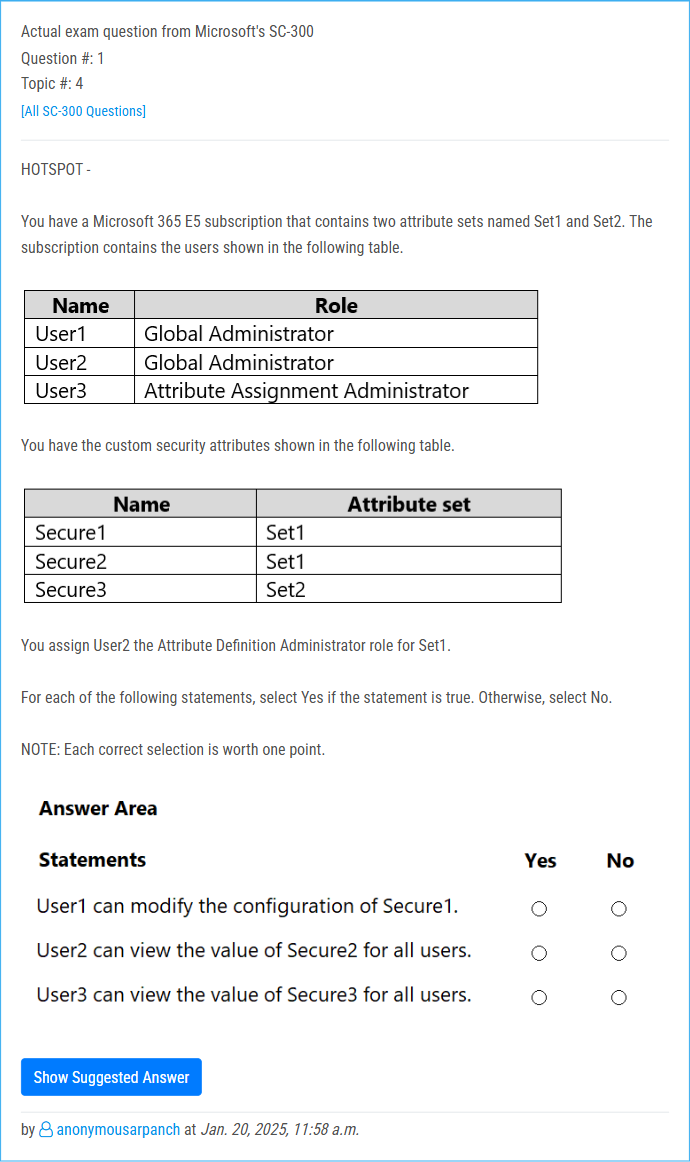 Actual exam question from Microsoft's SC-300
Question #: 1
Topic #: 4
[All SC-300 Questions]
HOTSPOT -
You have a Microsoft 365 E5 subscription that contains two attribute sets named Set1 and Set2. The
subscription contains the users shown in the following table.
Name Role
User1 Global Administrator
User2 Global Administrator
User3 Attribute Assignment Administrator
You have the custom security attributes shown in the following table.
Name Attribute set
Secure1 Set1
Secure2 Set1
Secure3 Set2
You assign User2 the Attribute Definition Administrator role for Set1.
For each of the following statements, select Yes if the statement is true. Otherwise, select No.
NOTE: Each correct selection is worth one point.
Answer Area
Statements Yes No
User1 can modify the configuration of Secure1.
User2 can view the value of Secure2 for all users.
User3 can view the value of Secure3 for all users.
Show Suggested Answer
by anonymousarpanch at Jan. 20, 2025, 11:58 a.m.